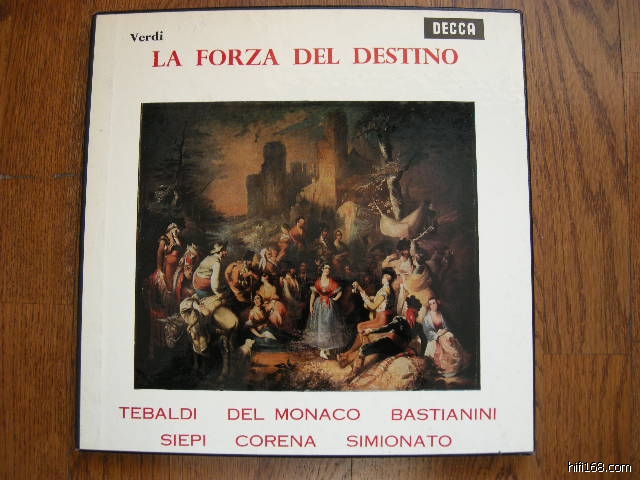 Verdi
DECCA
LA FORZA DEL DESTINO
TEBALDI DEL MONACO BASTIANINI
SIEPI CORENA SIMIONATO
hifi168.com